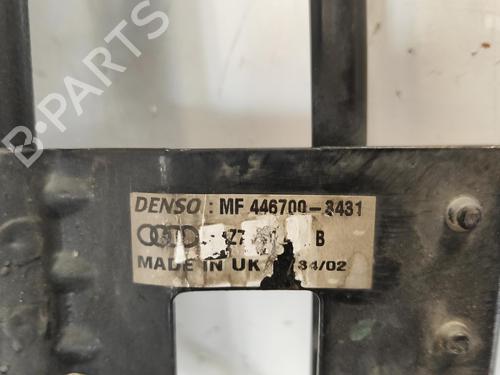 DENSO : MF 446700-3431
MADE IN UK 34/02
B-PARTS